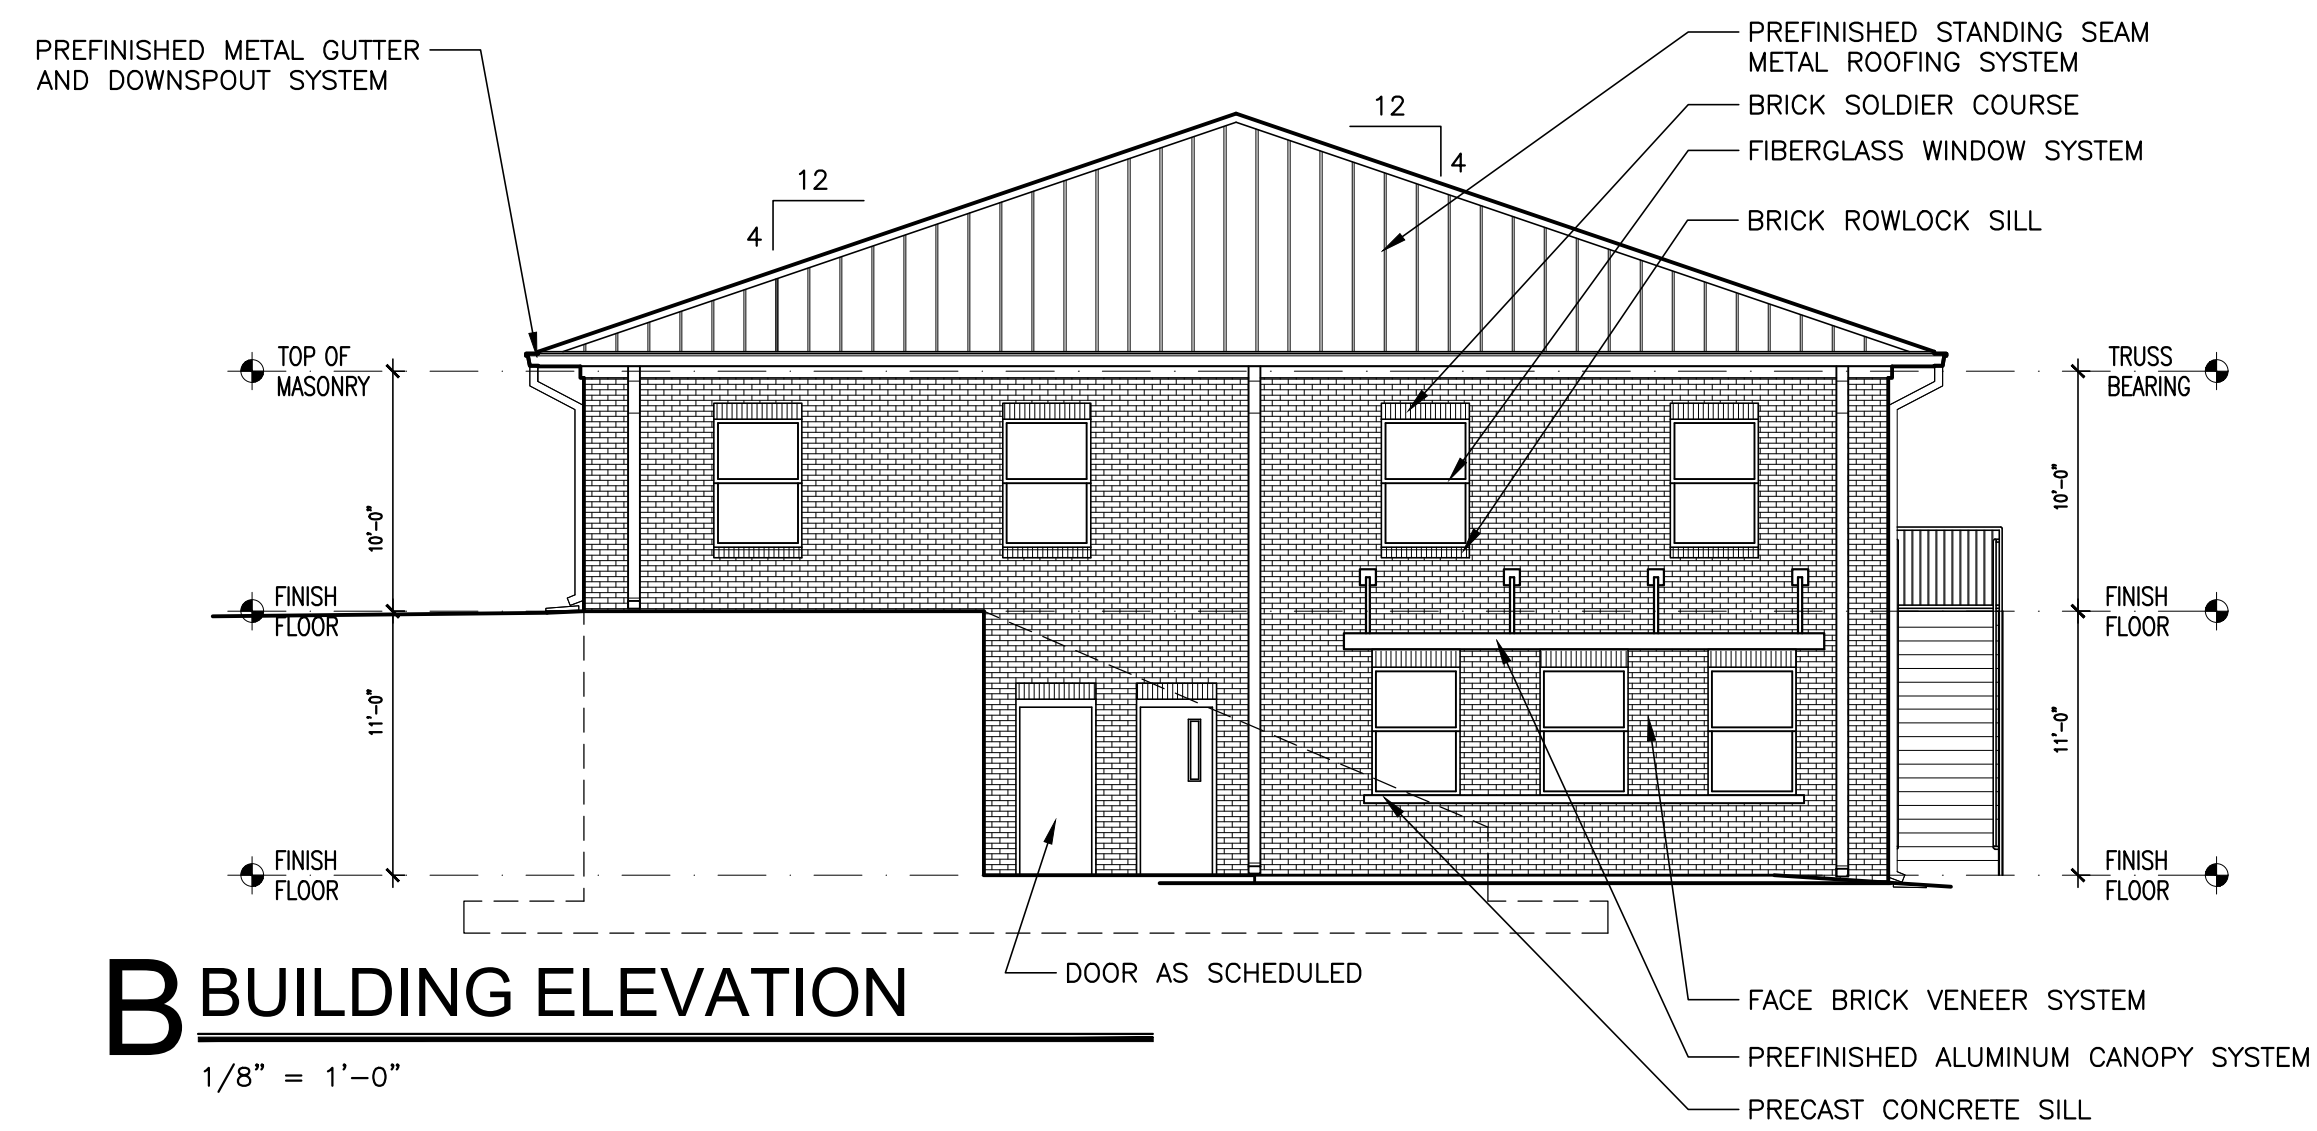 PREFINISHED METAL GUTTER
AND DOWNSPOUT SYSTEM
PREFINISHED STANDING SEAM
METAL ROOFING SYSTEM
BRICK SOLDIER COURSE
FIBERGLASS WINDOW SYSTEM
BRICK ROWLOCK SILL
12
4
12
4
TOP OF
MASONRY
TRUSS
BEARING
10'-0"
10'-0"
FINISH
FLOOR
FINISH
FLOOR
11'-0"
11'-0"
FINISH
FLOOR
FINISH
FLOOR
DOOR AS SCHEDULED
FACE BRICK VENEER SYSTEM
PREFINISHED ALUMINUM CANOPY SYSTEM
PRECAST CONCRETE SILL
B BUILDING ELEVATION
1/8" = 1'-0"